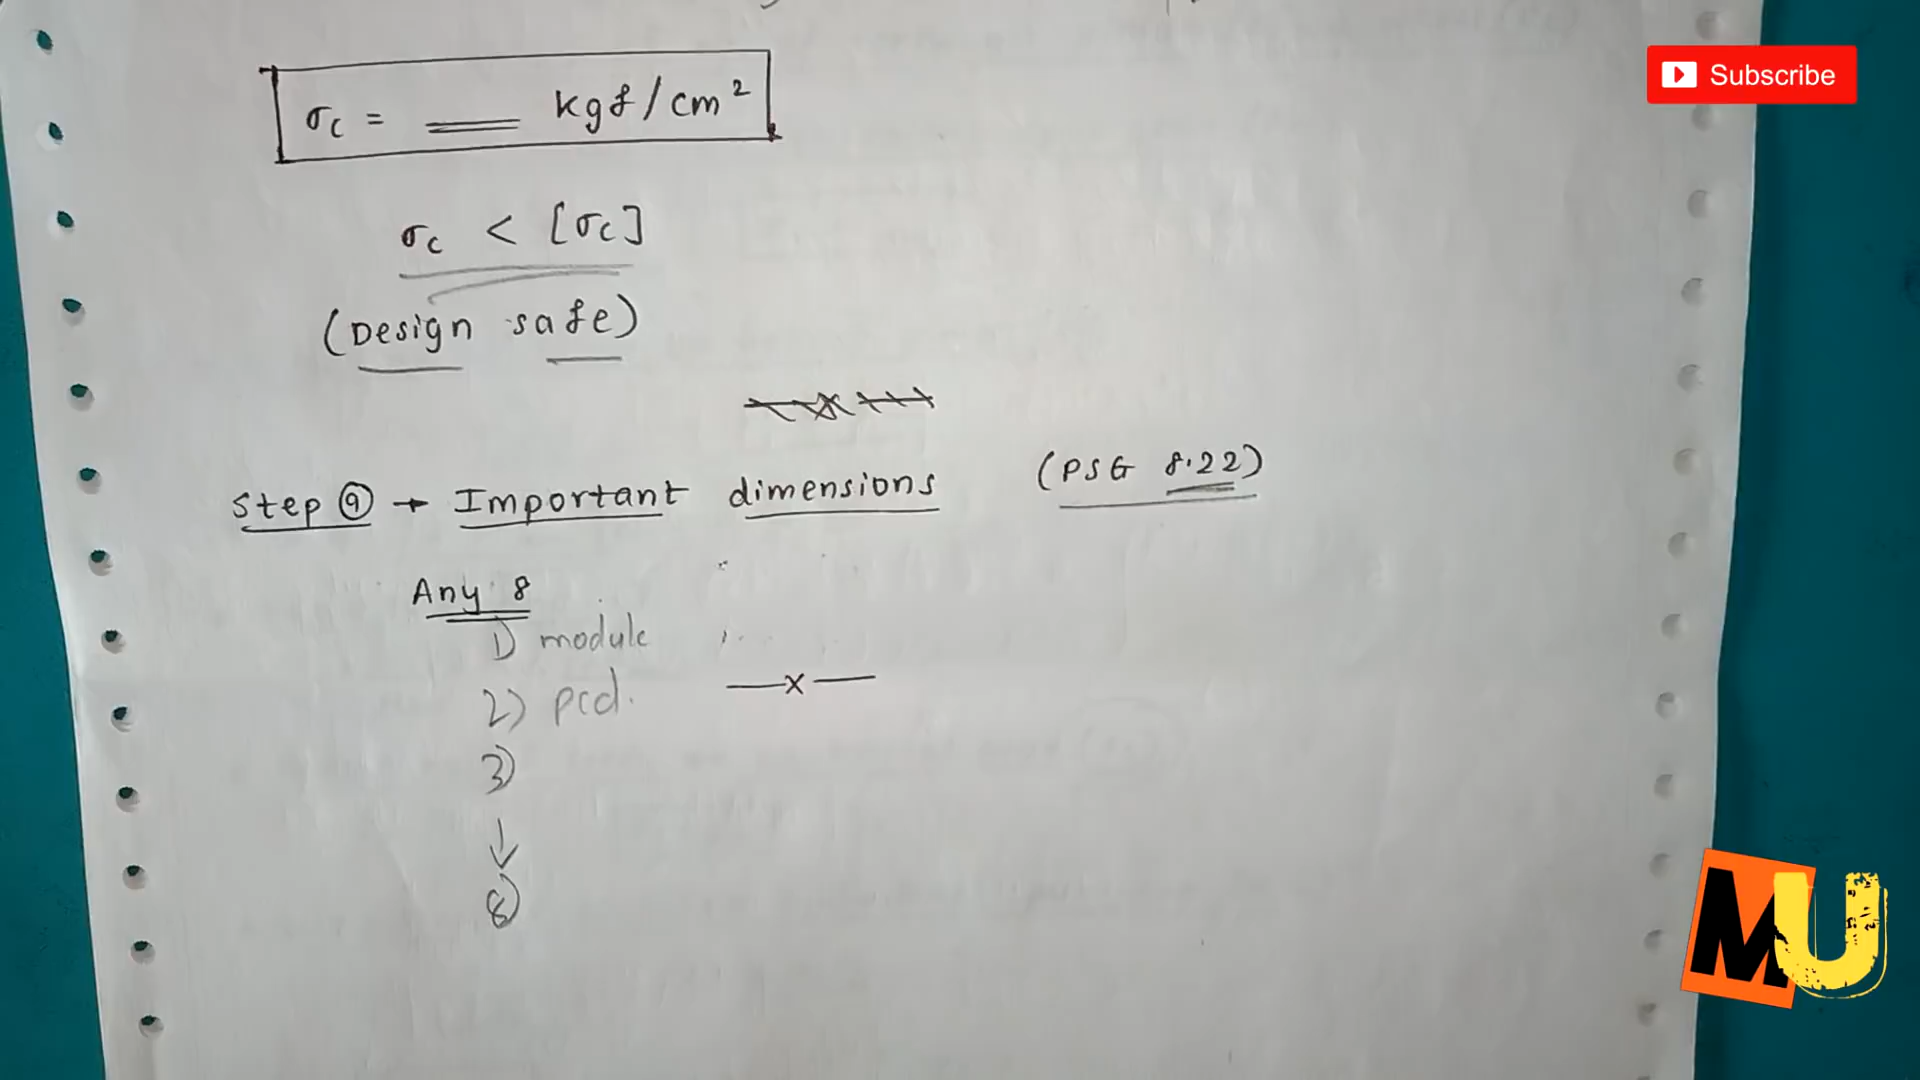 Subscribe
σc = ___ kgf/cm²
σc < [σc]
(Design safe)
Step ⑨ → Important dimensions (PSG 8.22)
Any 8
1) module
2) pcd.
3)
↓
8)
MU